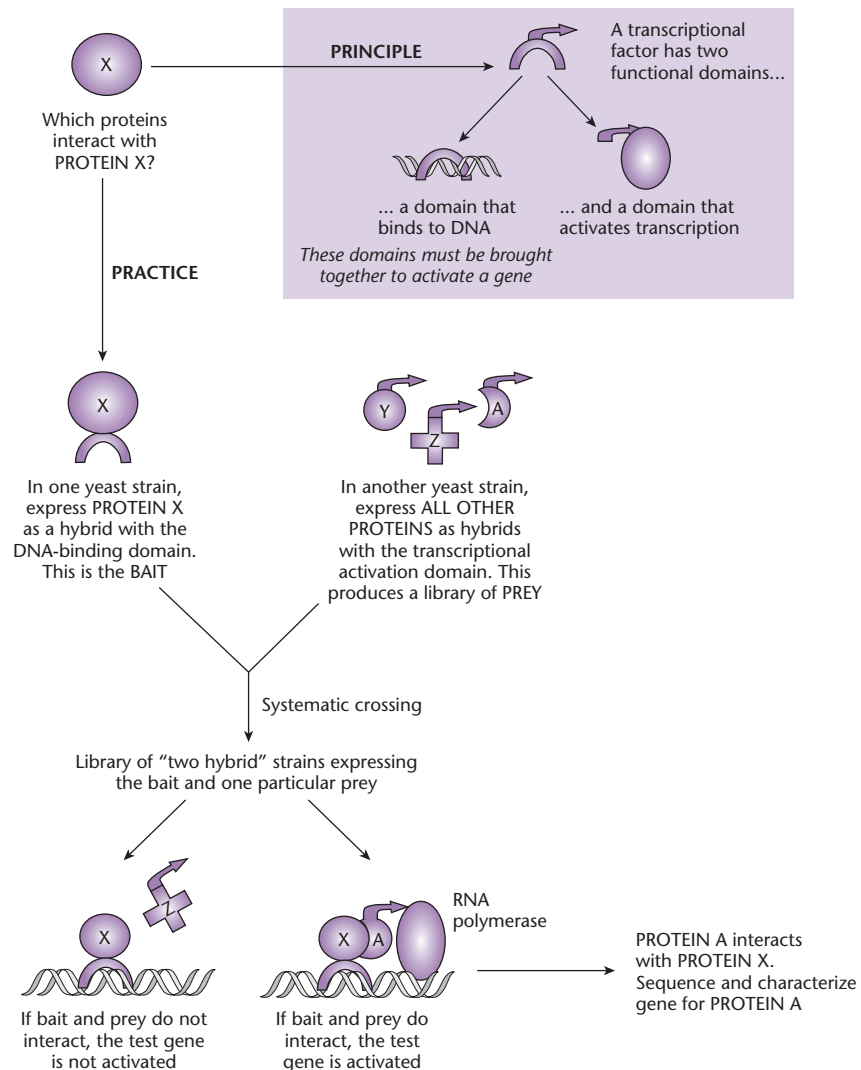 X
Which proteins
interact with
PROTEIN X?
PRINCIPLE
A transcriptional
factor has two
functional domains...
... a domain that
binds to DNA
... and a domain that
activates transcription
These domains must be brought
together to activate a gene
PRACTICE
X
In one yeast strain,
express PROTEIN X
as a hybrid with the
DNA-binding domain.
This is the BAIT
Y
Z
A
In another yeast strain,
express ALL OTHER
PROTEINS as hybrids
with the transcriptional
activation domain. This
produces a library of PREY
Systematic crossing
Library of “two hybrid” strains expressing
the bait and one particular prey
X
Z
If bait and prey do not
interact, the test gene
is not activated
X
A
RNA
polymerase
If bait and prey do
interact, the test
gene is activated
PROTEIN A interacts
with PROTEIN X.
Sequence and characterize
gene for PROTEIN A